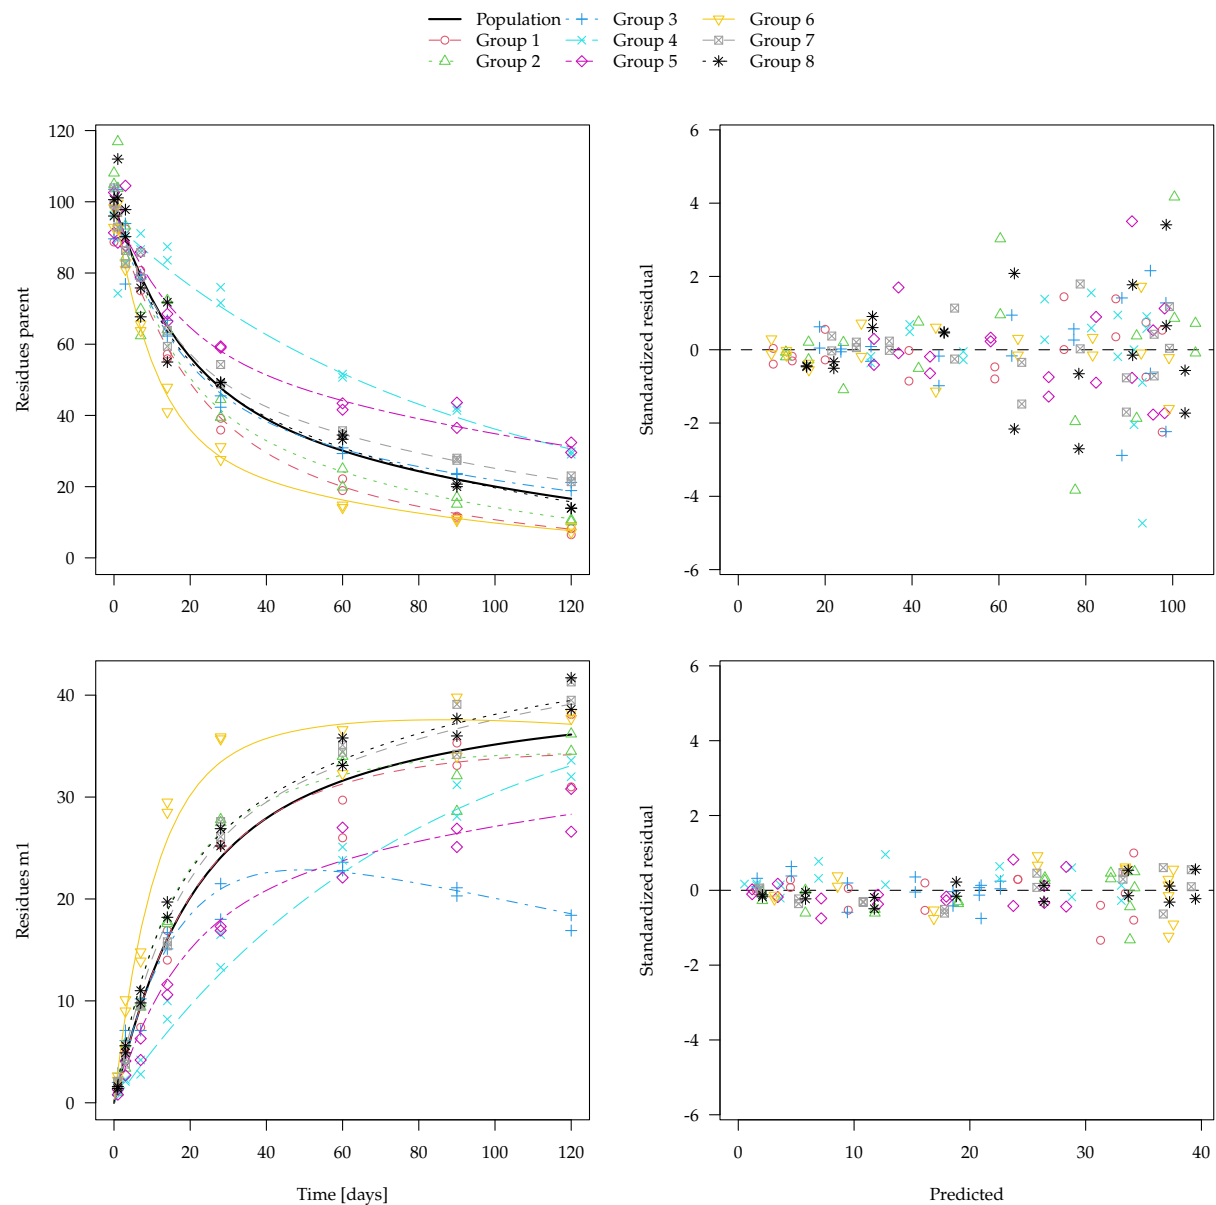 Population Group 3 Group 6
Group 1 Group 4 Group 7
Group 2 Group 5 Group 8
120
100
80
60
40
20
0
Residues parent
0 20 40 60 80 100 120
6
4
2
0
-2
-4
-6
Standardized residual
0 20 40 60 80 100
40
30
20
10
0
Residues m1
0 20 40 60 80 100 120
Time [days]
6
4
2
0
-2
-4
-6
Standardized residual
0 10 20 30 40
Predicted